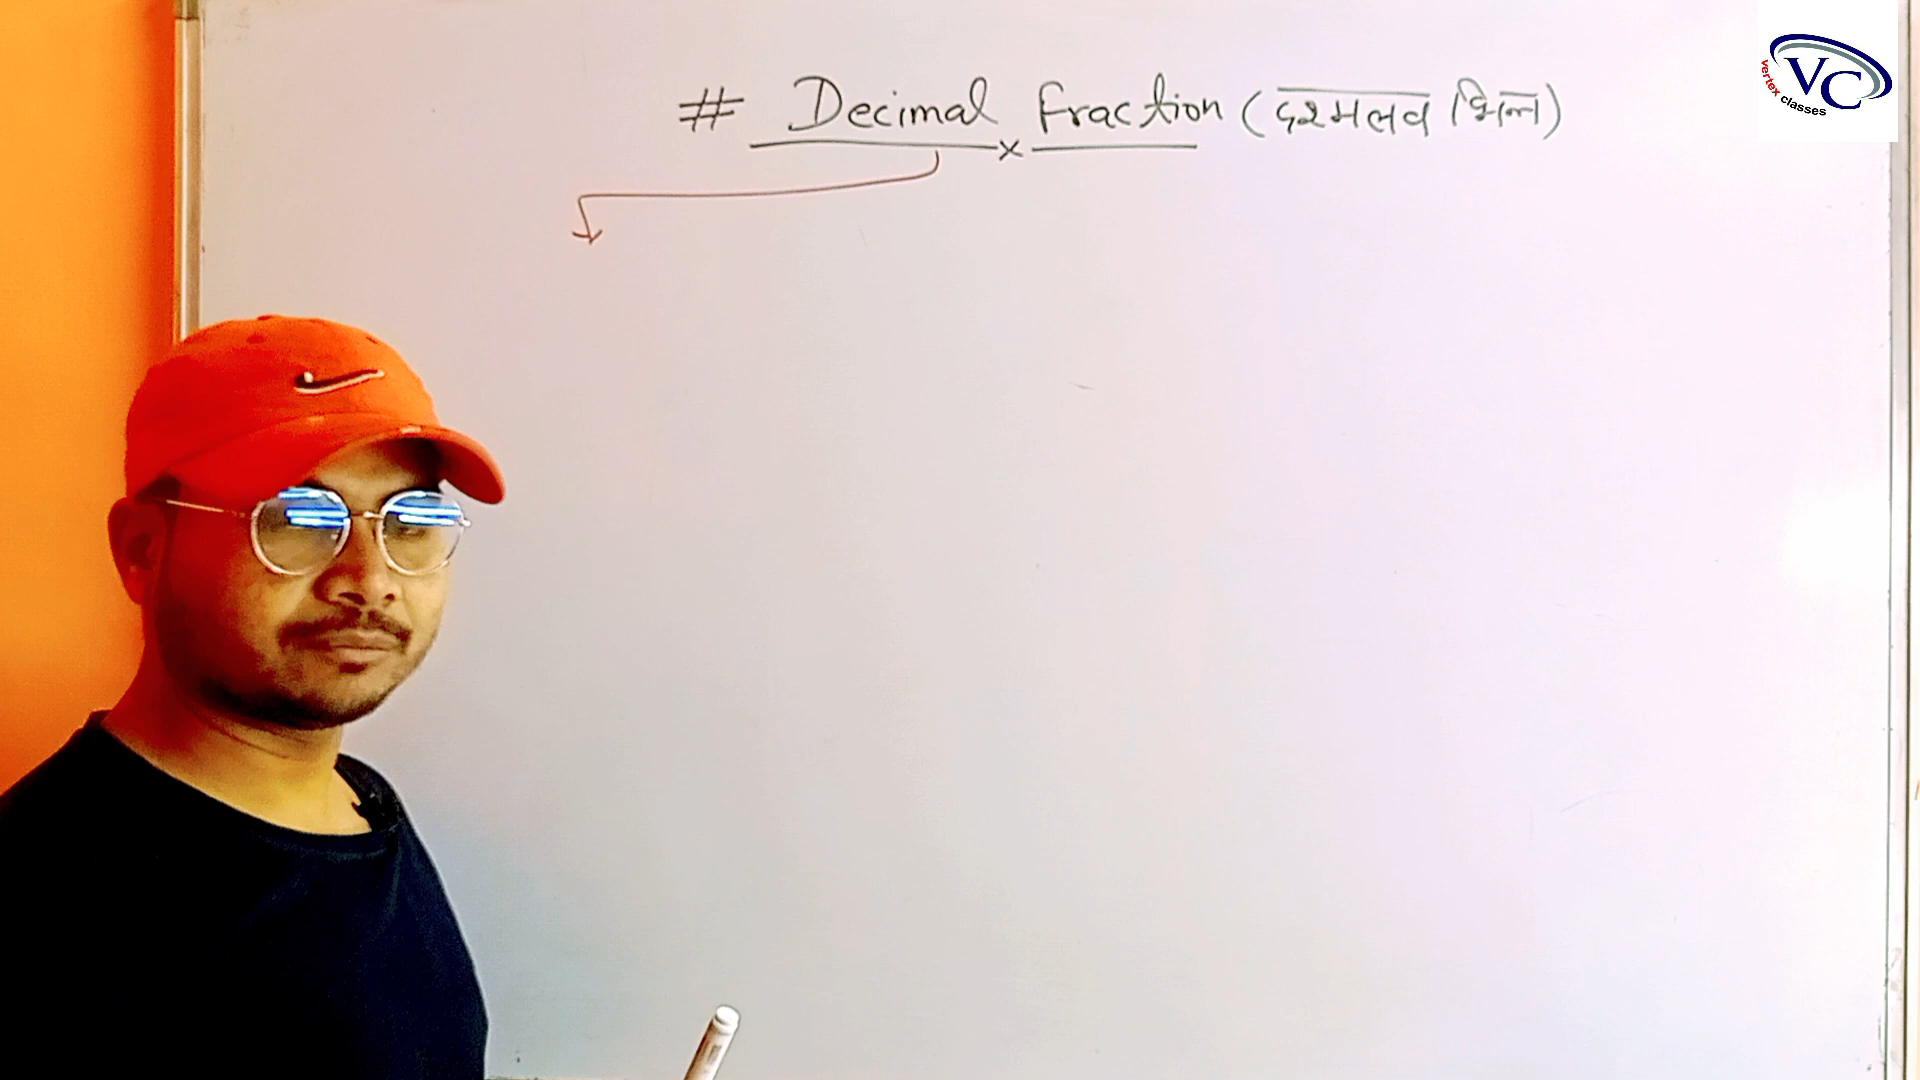 # Decimal Fraction (दशमलव भिन्न)
VC
vertex classes